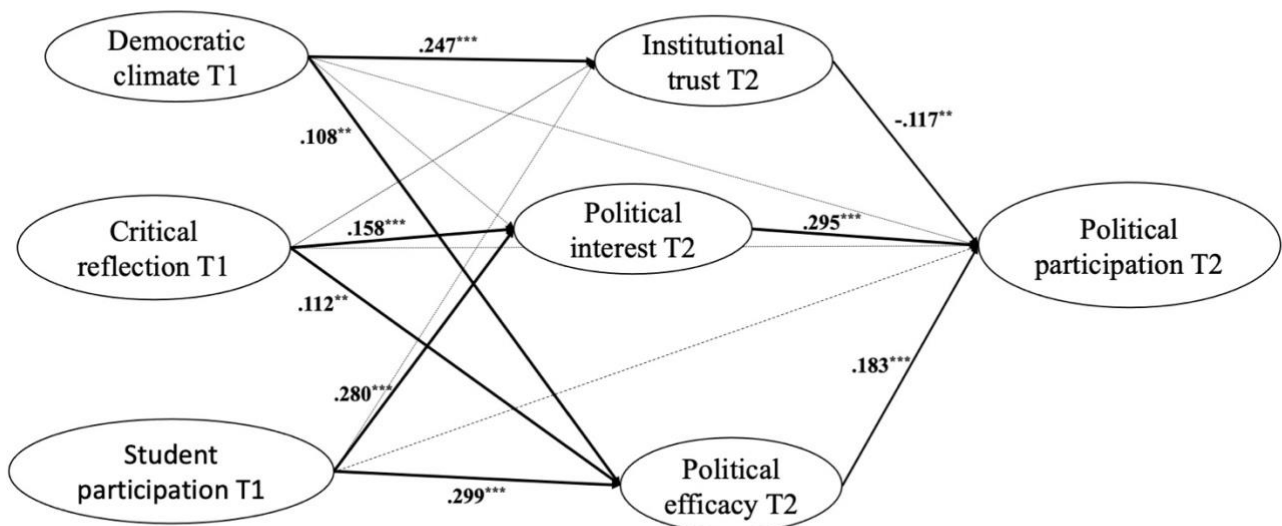 Democratic
climate T1
.247***
Institutional
trust T2
.108**
-.117**
Critical
reflection T1
.158***
Political
interest T2
.295***
Political
participation T2
.112**
.280***
.183***
Student
participation T1
.299***
Political
efficacy T2